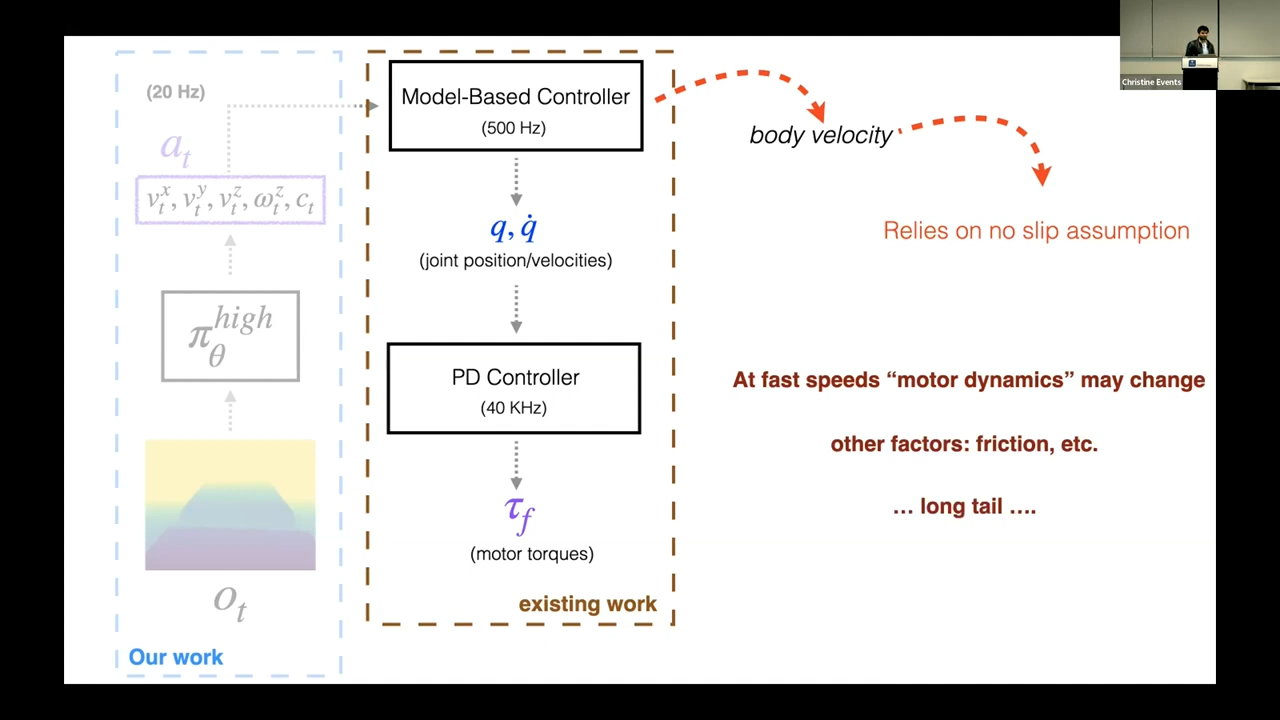 (20 Hz)
a_t
v_t^x, v_t^y, v_t^z, ω_t^z, c_t
π_θ^high
o_t
Our work
Model-Based Controller
(500 Hz)
q, q̇
(joint position/velocities)
PD Controller
(40 KHz)
τ_f
(motor torques)
existing work
body velocity
Relies on no slip assumption
At fast speeds “motor dynamics” may change
other factors: friction, etc.
… long tail ….
Christine Events